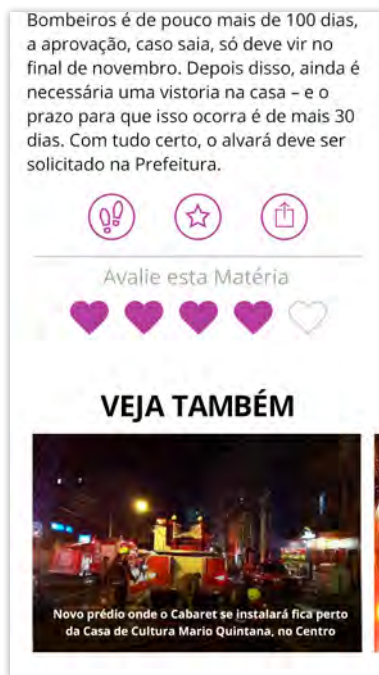 Bombeiros é de pouco mais de 100 dias,
a aprovação, caso saia, só deve vir no
final de novembro. Depois disso, ainda é
necessária uma vistoria na casa – e o
prazo para que isso ocorra é de mais 30
dias. Com tudo certo, o alvará deve ser
solicitado na Prefeitura.
Avalie esta Matéria
VEJA TAMBÉM
Novo prédio onde o Cabaret se instalará fica perto
da Casa de Cultura Mario Quintana, no Centro